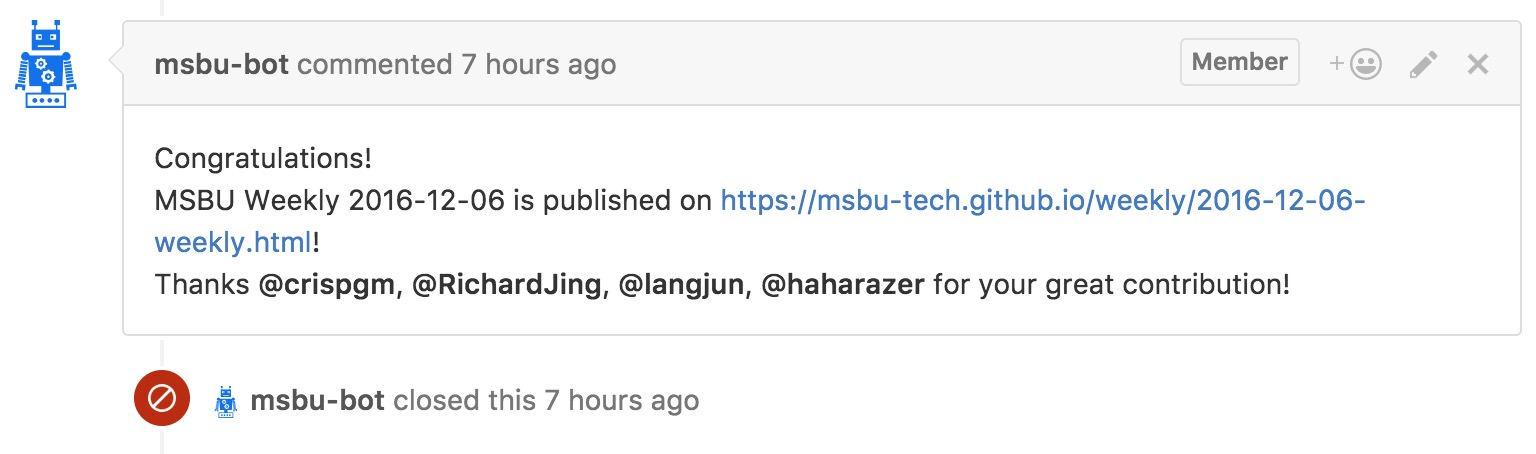 msbu-bot commented 7 hours ago Member +
Congratulations!
MSBU Weekly 2016-12-06 is published on https://msbu-tech.github.io/weekly/2016-12-06-
weekly.html!
Thanks @crispgm, @RichardJing, @langjun, @haharazer for your great contribution!
msbu-bot closed this 7 hours ago